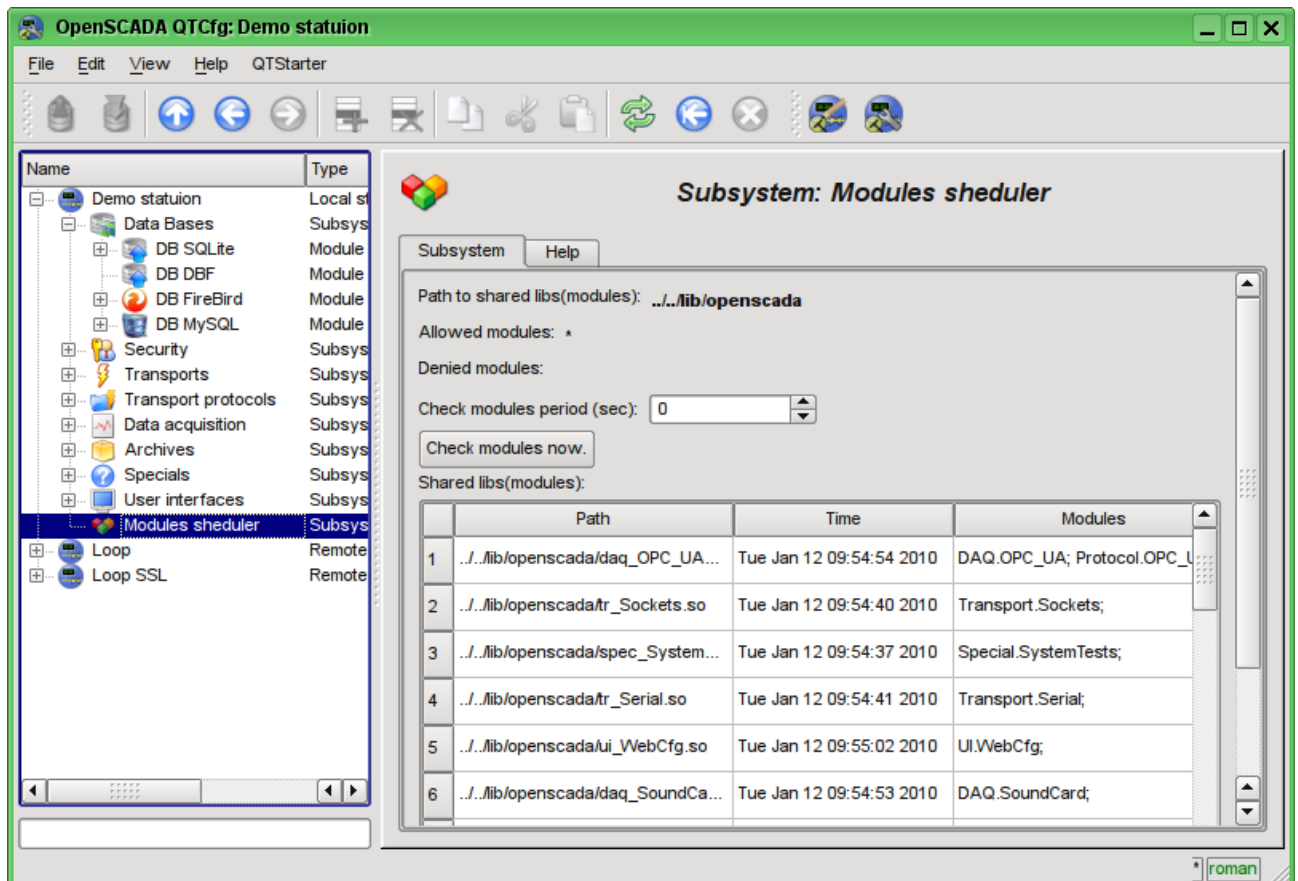 OpenSCADA QTCfg: Demo statuion
File Edit View Help QTStarter
Name Type
Demo statuion Local st
Data Bases Subsys
DB SQLite Module
DB DBF Module
DB FireBird Module
DB MySQL Module
Security Subsys
Transports Subsys
Transport protocols Subsys
Data acquisition Subsys
Archives Subsys
Specials Subsys
User interfaces Subsys
Modules sheduler Subsys
Loop Remote
Loop SSL Remote
Subsystem: Modules sheduler
Subsystem Help
Path to shared libs(modules): ../../lib/openscada
Allowed modules: *
Denied modules:
Check modules period (sec): 0
Check modules now.
Shared libs(modules):
Path Time Modules
1 ../../lib/openscada/daq_OPC_UA... Tue Jan 12 09:54:54 2010 DAQ.OPC_UA; Protocol.OPC_U
2 ../../lib/openscada/tr_Sockets.so Tue Jan 12 09:54:40 2010 Transport.Sockets;
3 ../../lib/openscada/spec_System... Tue Jan 12 09:54:37 2010 Special.SystemTests;
4 ../../lib/openscada/tr_Serial.so Tue Jan 12 09:54:41 2010 Transport.Serial;
5 ../../lib/openscada/ui_WebCfg.so Tue Jan 12 09:55:02 2010 UI.WebCfg;
6 ../../lib/openscada/daq_SoundCa... Tue Jan 12 09:54:53 2010 DAQ.SoundCard;
* roman